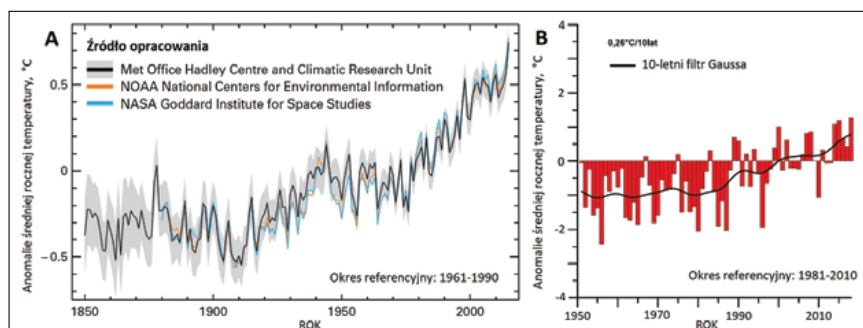 A
Źródło opracowania
Met Office Hadley Centre and Climatic Research Unit
NOAA National Centers for Environmental Information
NASA Goddard Institute for Space Studies
Anomalie średniej rocznej temperatury, °C
0.5
0
−0.5
Okres referencyjny: 1961-1990
1850
1900
1950
2000
ROK
B
0,26°C/10lat
10-letni filtr Gaussa
Anomalie średniej rocznej temperatury, °C
4
2
0
-2
-4
Okres referencyjny: 1981-2010
1950
1970
1990
2010
ROK